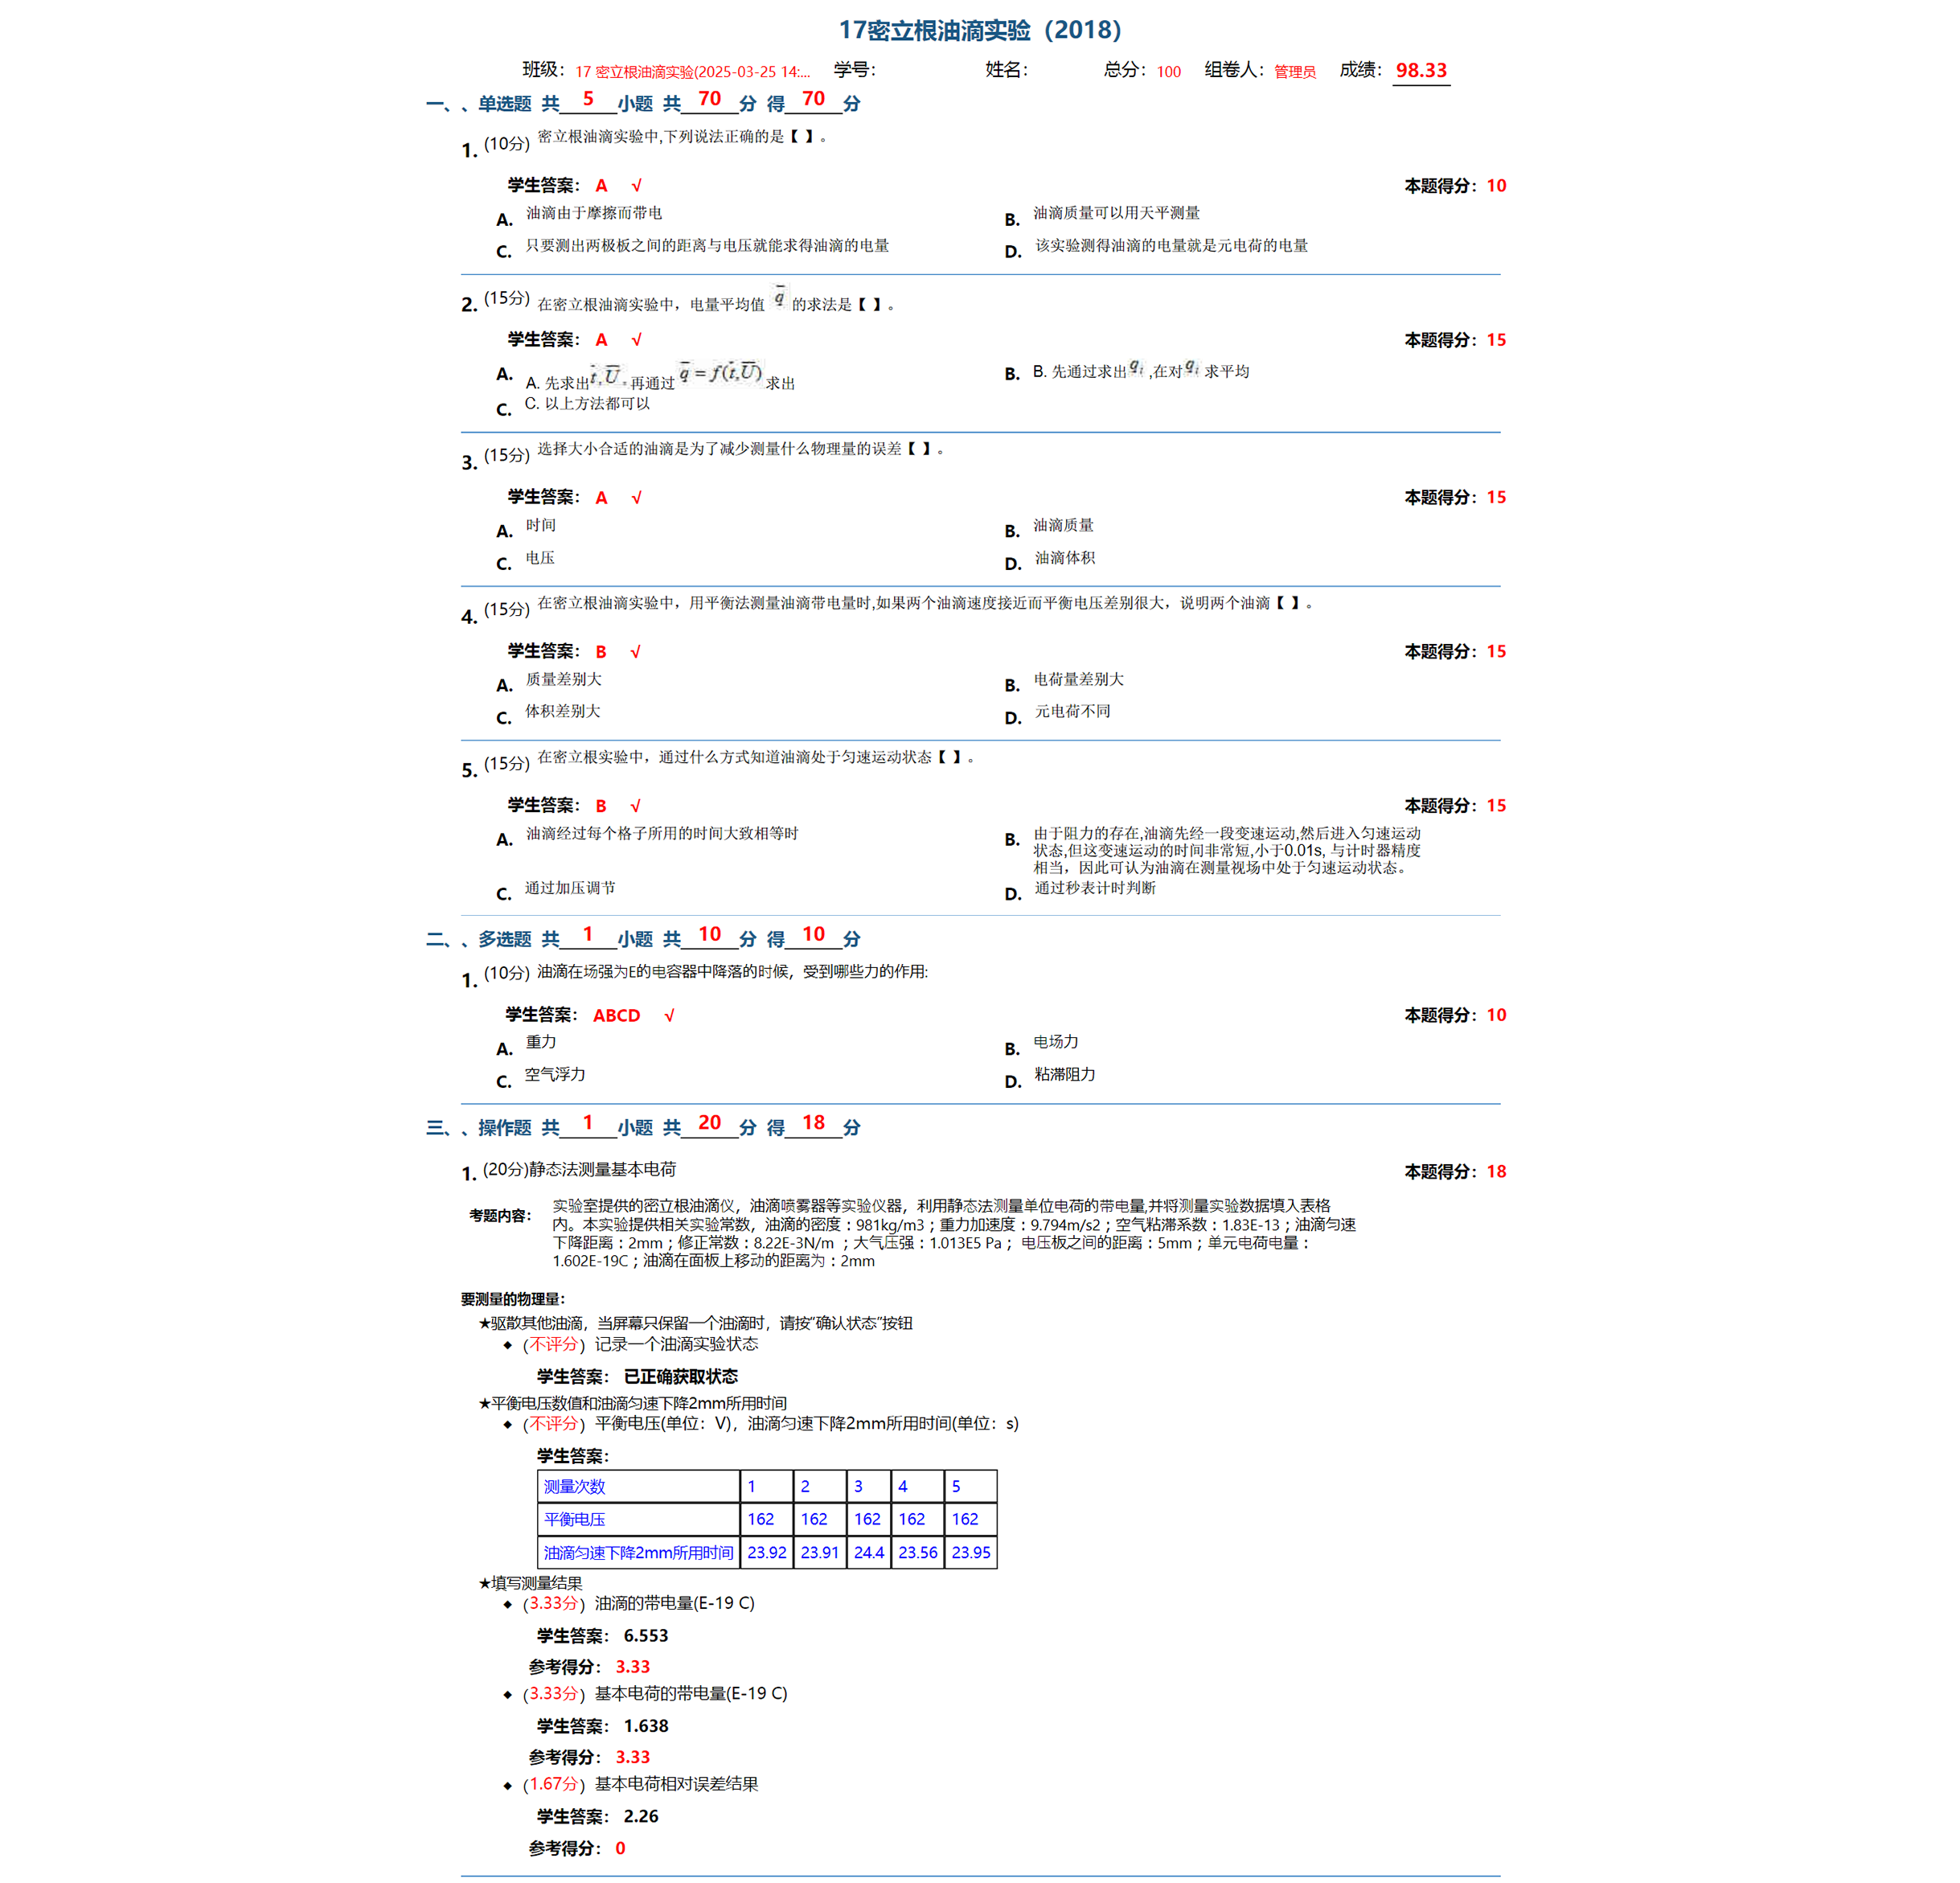 17密立根油滴实验（2018）
班级： 17 密立根油滴实验(2025-03-25 14:... 学号： 姓名： 总分： 100 组卷人： 管理员 成绩： 98.33
一、、单选题 共 5 小题 共 70 分 得 70 分
1. (10分) 密立根油滴实验中,下列说法正确的是【 】。
学生答案： A √ 本题得分： 10
A. 油滴由于摩擦而带电 B. 油滴质量可以用天平测量
C. 只要测出两极板之间的距离与电压就能求得油滴的电量 D. 该实验测得油滴的电量就是元电荷的电量
2. (15分) 在密立根油滴实验中，电量平均值 q̅ 的求法是【 】。
学生答案： A √ 本题得分： 15
A. A. 先求出 t̅,U̅ 。再通过 q̅ = f(t̅,U̅) 求出 B. B. 先通过求出 qᵢ ,在对 qᵢ 求平均
C. C. 以上方法都可以
3. (15分) 选择大小合适的油滴是为了减少测量什么物理量的误差【 】。
学生答案： A √ 本题得分： 15
A. 时间 B. 油滴质量
C. 电压 D. 油滴体积
4. (15分) 在密立根油滴实验中，用平衡法测量油滴带电量时,如果两个油滴速度接近而平衡电压差别很大，说明两个油滴【 】。
学生答案： B √ 本题得分： 15
A. 质量差别大 B. 电荷量差别大
C. 体积差别大 D. 元电荷不同
5. (15分) 在密立根实验中，通过什么方式知道油滴处于匀速运动状态【 】。
学生答案： B √ 本题得分： 15
A. 油滴经过每个格子所用的时间大致相等时 B. 由于阻力的存在,油滴先经一段变速运动,然后进入匀速运动
状态,但这变速运动的时间非常短,小于0.01s, 与计时器精度
相当，因此可认为油滴在测量视场中处于匀速运动状态。
C. 通过加压调节 D. 通过秒表计时判断
二、、多选题 共 1 小题 共 10 分 得 10 分
1. (10分) 油滴在场强为E的电容器中降落的时候，受到哪些力的作用:
学生答案： ABCD √ 本题得分： 10
A. 重力 B. 电场力
C. 空气浮力 D. 粘滞阻力
三、、操作题 共 1 小题 共 20 分 得 18 分
1. (20分)静态法测量基本电荷 本题得分： 18
考题内容： 实验室提供的密立根油滴仪，油滴喷雾器等实验仪器，利用静态法测量单位电荷的带电量,并将测量实验数据填入表格
内。本实验提供相关实验常数，油滴的密度：981kg/m3；重力加速度：9.794m/s2；空气粘滞系数：1.83E-13；油滴匀速
下降距离：2mm；修正常数：8.22E-3N/m ；大气压强：1.013E5 Pa； 电压板之间的距离：5mm；单元电荷电量：
1.602E-19C；油滴在面板上移动的距离为：2mm
要测量的物理量：
★驱散其他油滴，当屏幕只保留一个油滴时，请按"确认状态"按钮
◆ (不评分) 记录一个油滴实验状态
学生答案： 已正确获取状态
★平衡电压数值和油滴匀速下降2mm所用时间
◆ (不评分) 平衡电压(单位：V)，油滴匀速下降2mm所用时间(单位：s)
学生答案：
测量次数 1 2 3 4 5
平衡电压 162 162 162 162 162
油滴匀速下降2mm所用时间 23.92 23.91 24.4 23.56 23.95
★填写测量结果
◆ (3.33分) 油滴的带电量(E-19 C)
学生答案： 6.553
参考得分： 3.33
◆ (3.33分) 基本电荷的带电量(E-19 C)
学生答案： 1.638
参考得分： 3.33
◆ (1.67分) 基本电荷相对误差结果
学生答案： 2.26
参考得分： 0